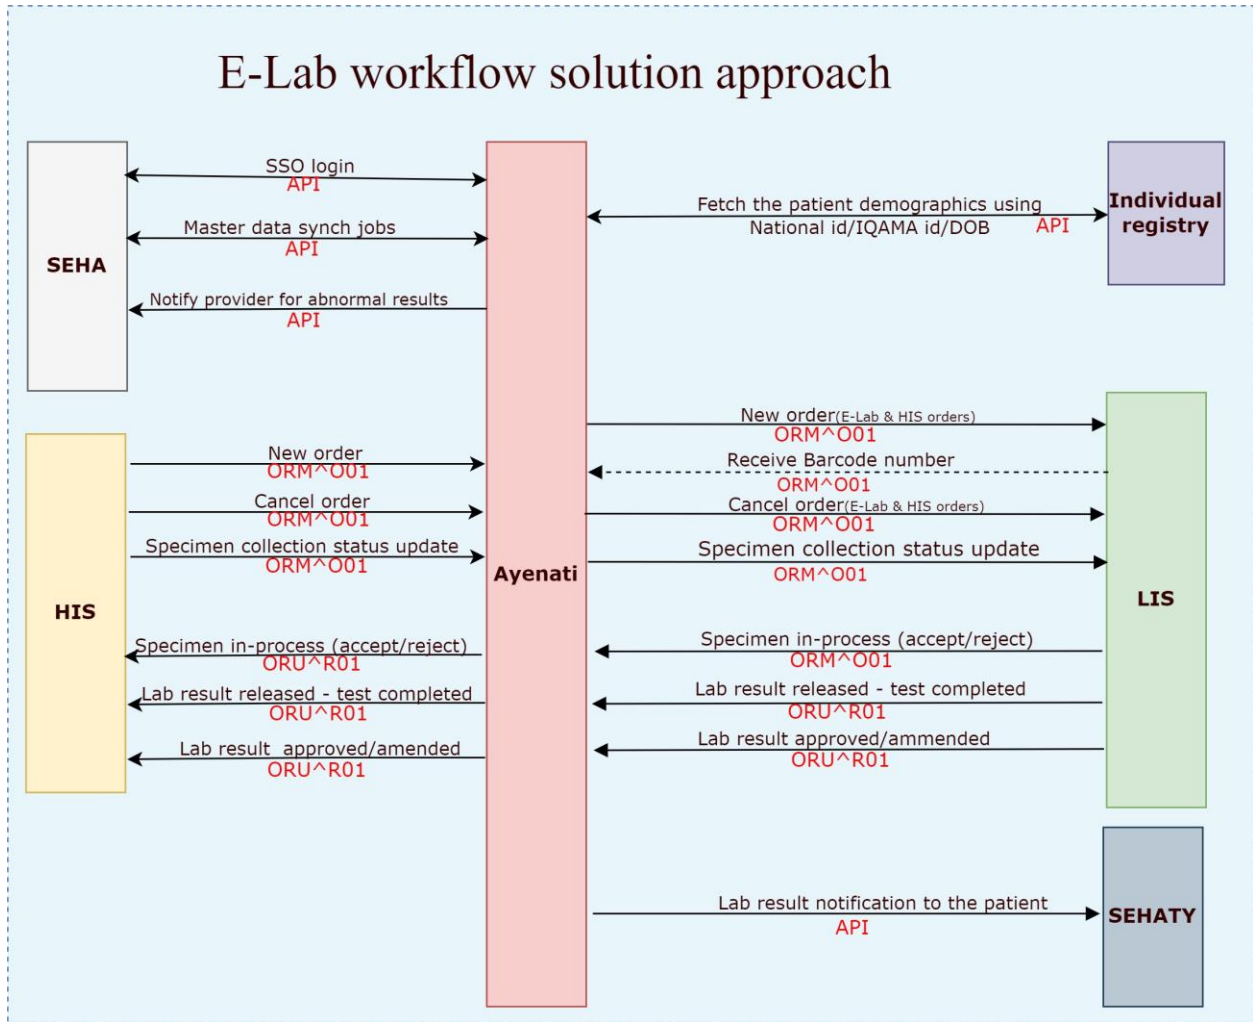 E-Lab workflow solution approach
SEHA
SSO login
API
Master data synch jobs
API
Notify provider for abnormal results
API
Ayenati
Fetch the patient demographics using
National id/IQAMA id/DOB API
Individual
registry
HIS
New order
ORM^O01
Cancel order
ORM^O01
Specimen collection status update
ORM^O01
Specimen in-process (accept/reject)
ORU^R01
Lab result released - test completed
ORU^R01
Lab result approved/amended
ORU^R01
New order(E-Lab & HIS orders)
ORM^O01
Receive Barcode number
ORM^O01
Cancel order(E-Lab & HIS orders)
ORM^O01
Specimen collection status update
ORM^O01
Specimen in-process (accept/reject)
ORM^O01
Lab result released - test completed
ORU^R01
Lab result approved/ammended
ORU^R01
LIS
Lab result notification to the patient
API
SEHATY